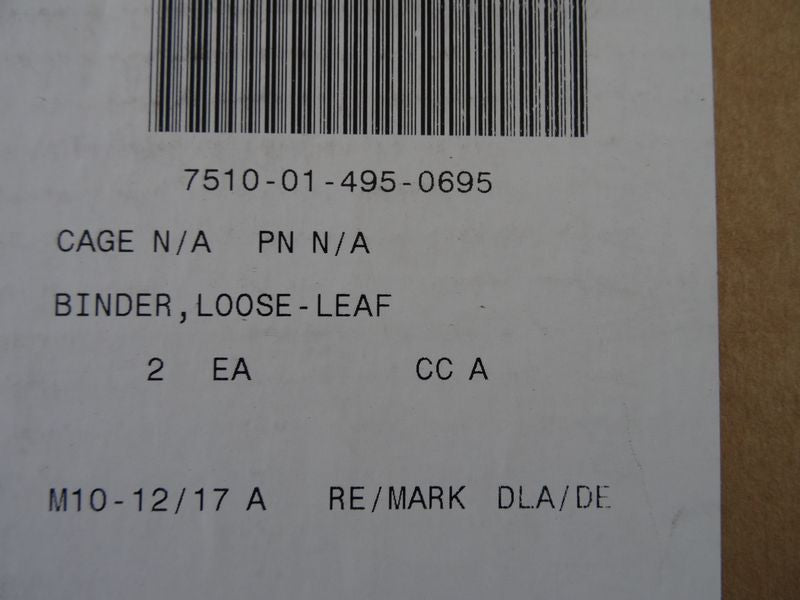 7510-01-495-0695
CAGE N/A PN N/A
BINDER,LOOSE-LEAF
2 EA CC A
M10-12/17 A RE/MARK DLA/DE